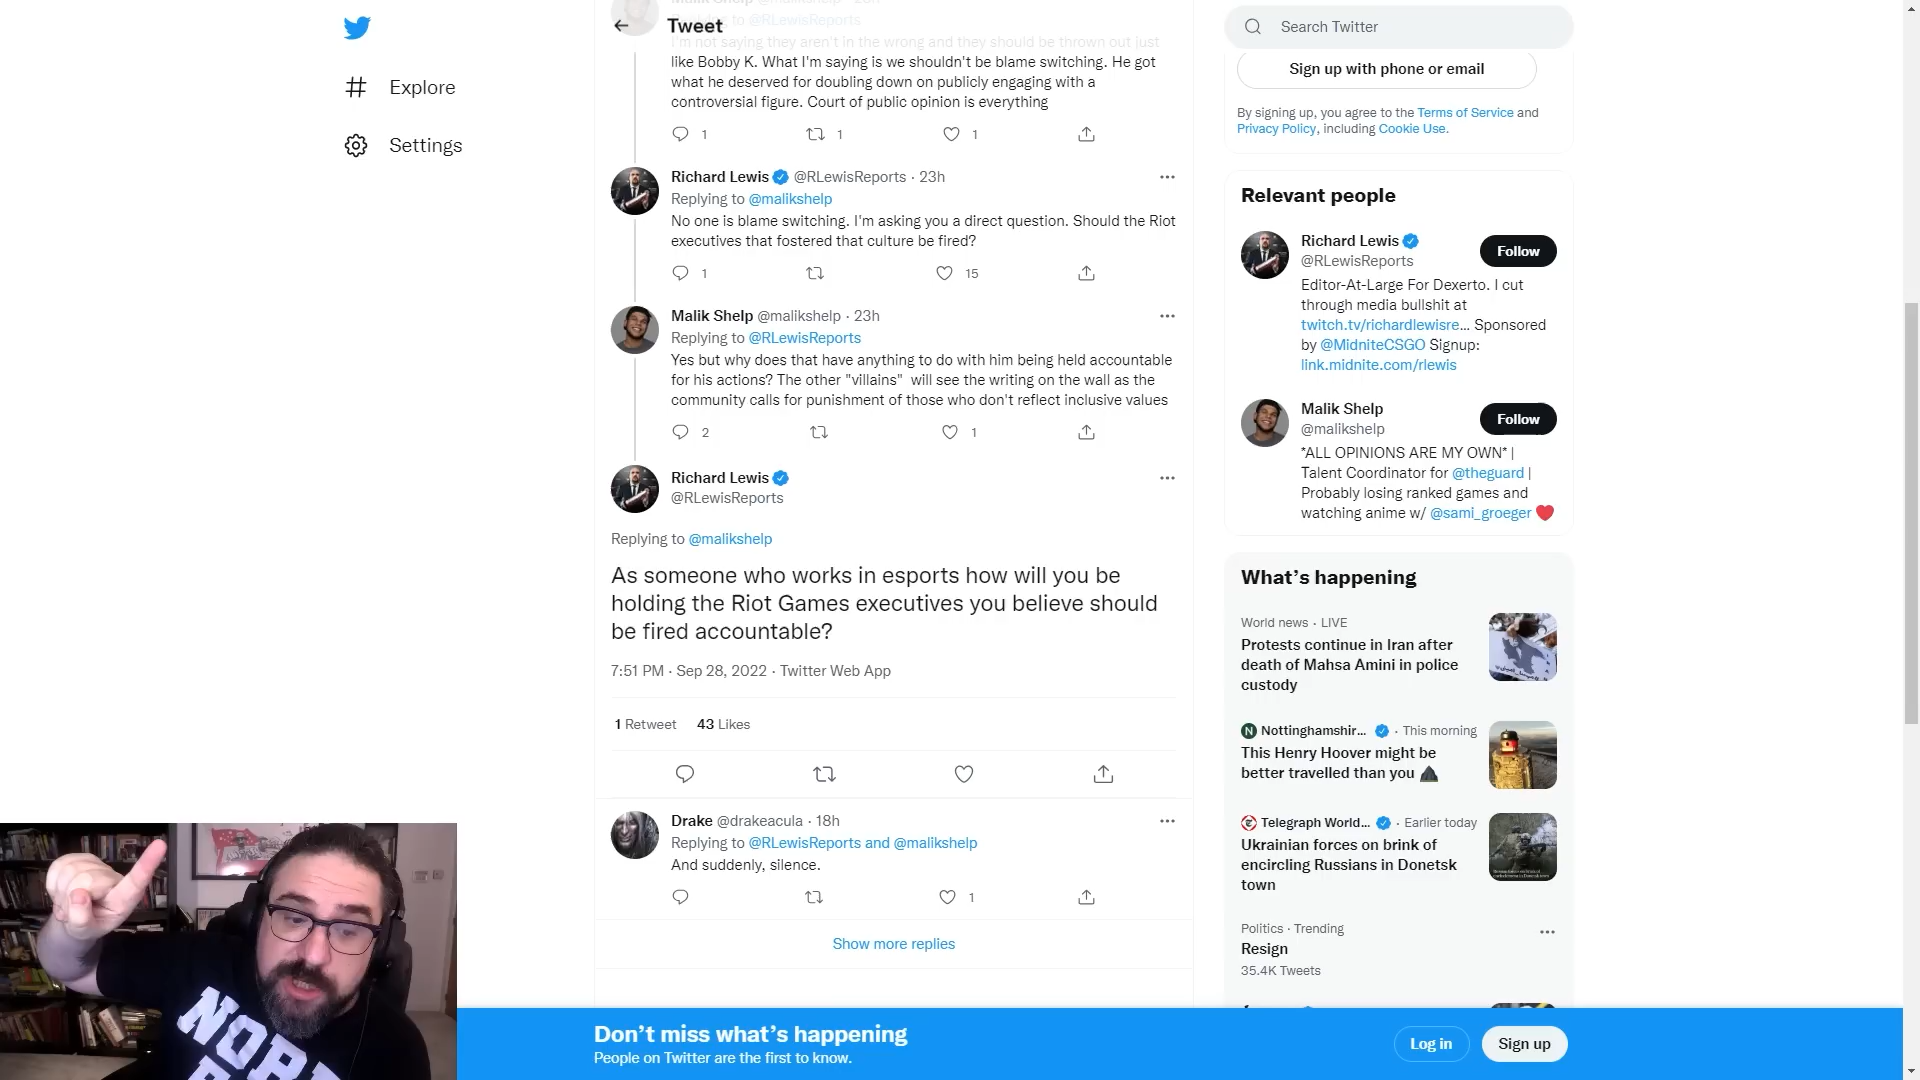 Explore
Settings
Tweet
@RLewisReports
I'm not saying they aren't in the wrong and they should be thrown out just
like Bobby K. What I'm saying is we shouldn't be blame switching. He got
what he deserved for doubling down on publicly engaging with a
controversial figure. Court of public opinion is everything
1
1
1
Richard Lewis @RLewisReports · 23h
Replying to @malikshelp
No one is blame switching. I'm asking you a direct question. Should the Riot
executives that fostered that culture be fired?
1
15
Malik Shelp @malikshelp · 23h
Replying to @RLewisReports
Yes but why does that have anything to do with him being held accountable
for his actions? The other "villains"  will see the writing on the wall as the
community calls for punishment of those who don't reflect inclusive values
2
1
Richard Lewis
@RLewisReports
Replying to @malikshelp
As someone who works in esports how will you be
holding the Riot Games executives you believe should
be fired accountable?
7:51 PM · Sep 28, 2022 · Twitter Web App
1 Retweet 43 Likes
Drake @drakeacula · 18h
Replying to @RLewisReports and @malikshelp
And suddenly, silence.
1
Show more replies
Search Twitter
Sign up with phone or email
By signing up, you agree to the Terms of Service and
Privacy Policy, including Cookie Use.
Relevant people
Richard Lewis
@RLewisReports
Follow
Editor-At-Large For Dexerto. I cut
through media bullshit at
twitch.tv/richardlewisre... Sponsored
by @MidniteCSGO Signup:
link.midnite.com/rlewis
Malik Shelp
@malikshelp
Follow
*ALL OPINIONS ARE MY OWN* |
Talent Coordinator for @theguard |
Probably losing ranked games and
watching anime w/ @sami_groeger ❤️
What's happening
World news · LIVE
Protests continue in Iran after
death of Mahsa Amini in police
custody
N Nottinghamshir... · This morning
This Henry Hoover might be
better travelled than you
Telegraph World... · Earlier today
Ukrainian forces on brink of
encircling Russians in Donetsk
town
Politics · Trending
Resign
35.4K Tweets
Don't miss what's happening
People on Twitter are the first to know.
Log in
Sign up